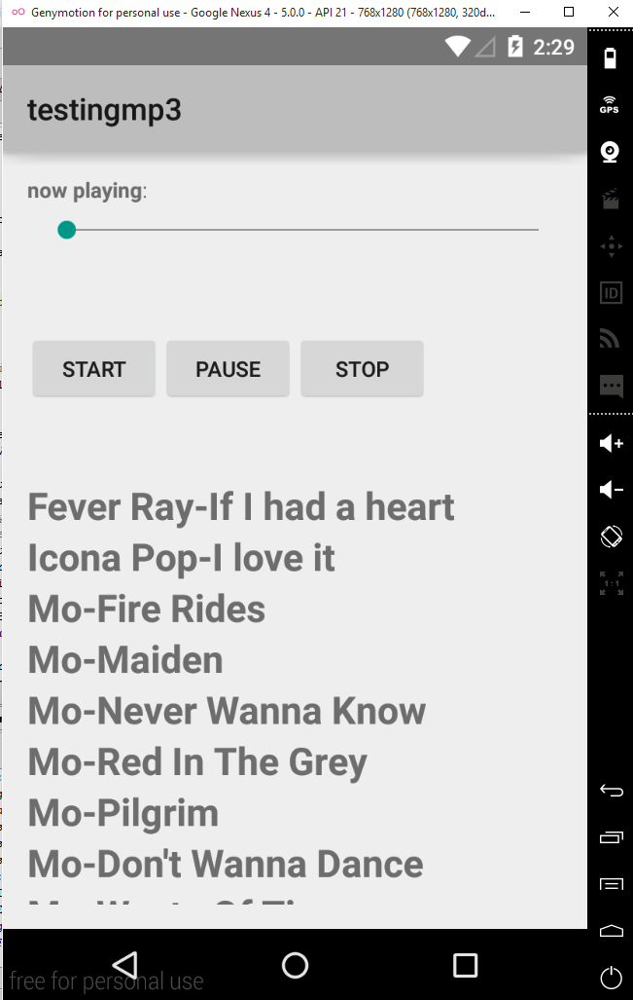 Genymotion for personal use - Google Nexus 4 - 5.0.0 - API 21 - 768x1280 (768x1280, 320d...
2:29
testingmp3
GPS
now playing:
ID
START PAUSE STOP
Fever Ray-If I had a heart
Icona Pop-I love it
1:1
Mo-Fire Rides
Mo-Maiden
Mo-Never Wanna Know
Mo-Red In The Grey
Mo-Pilgrim
Mo-Don't Wanna Dance
free for personal use